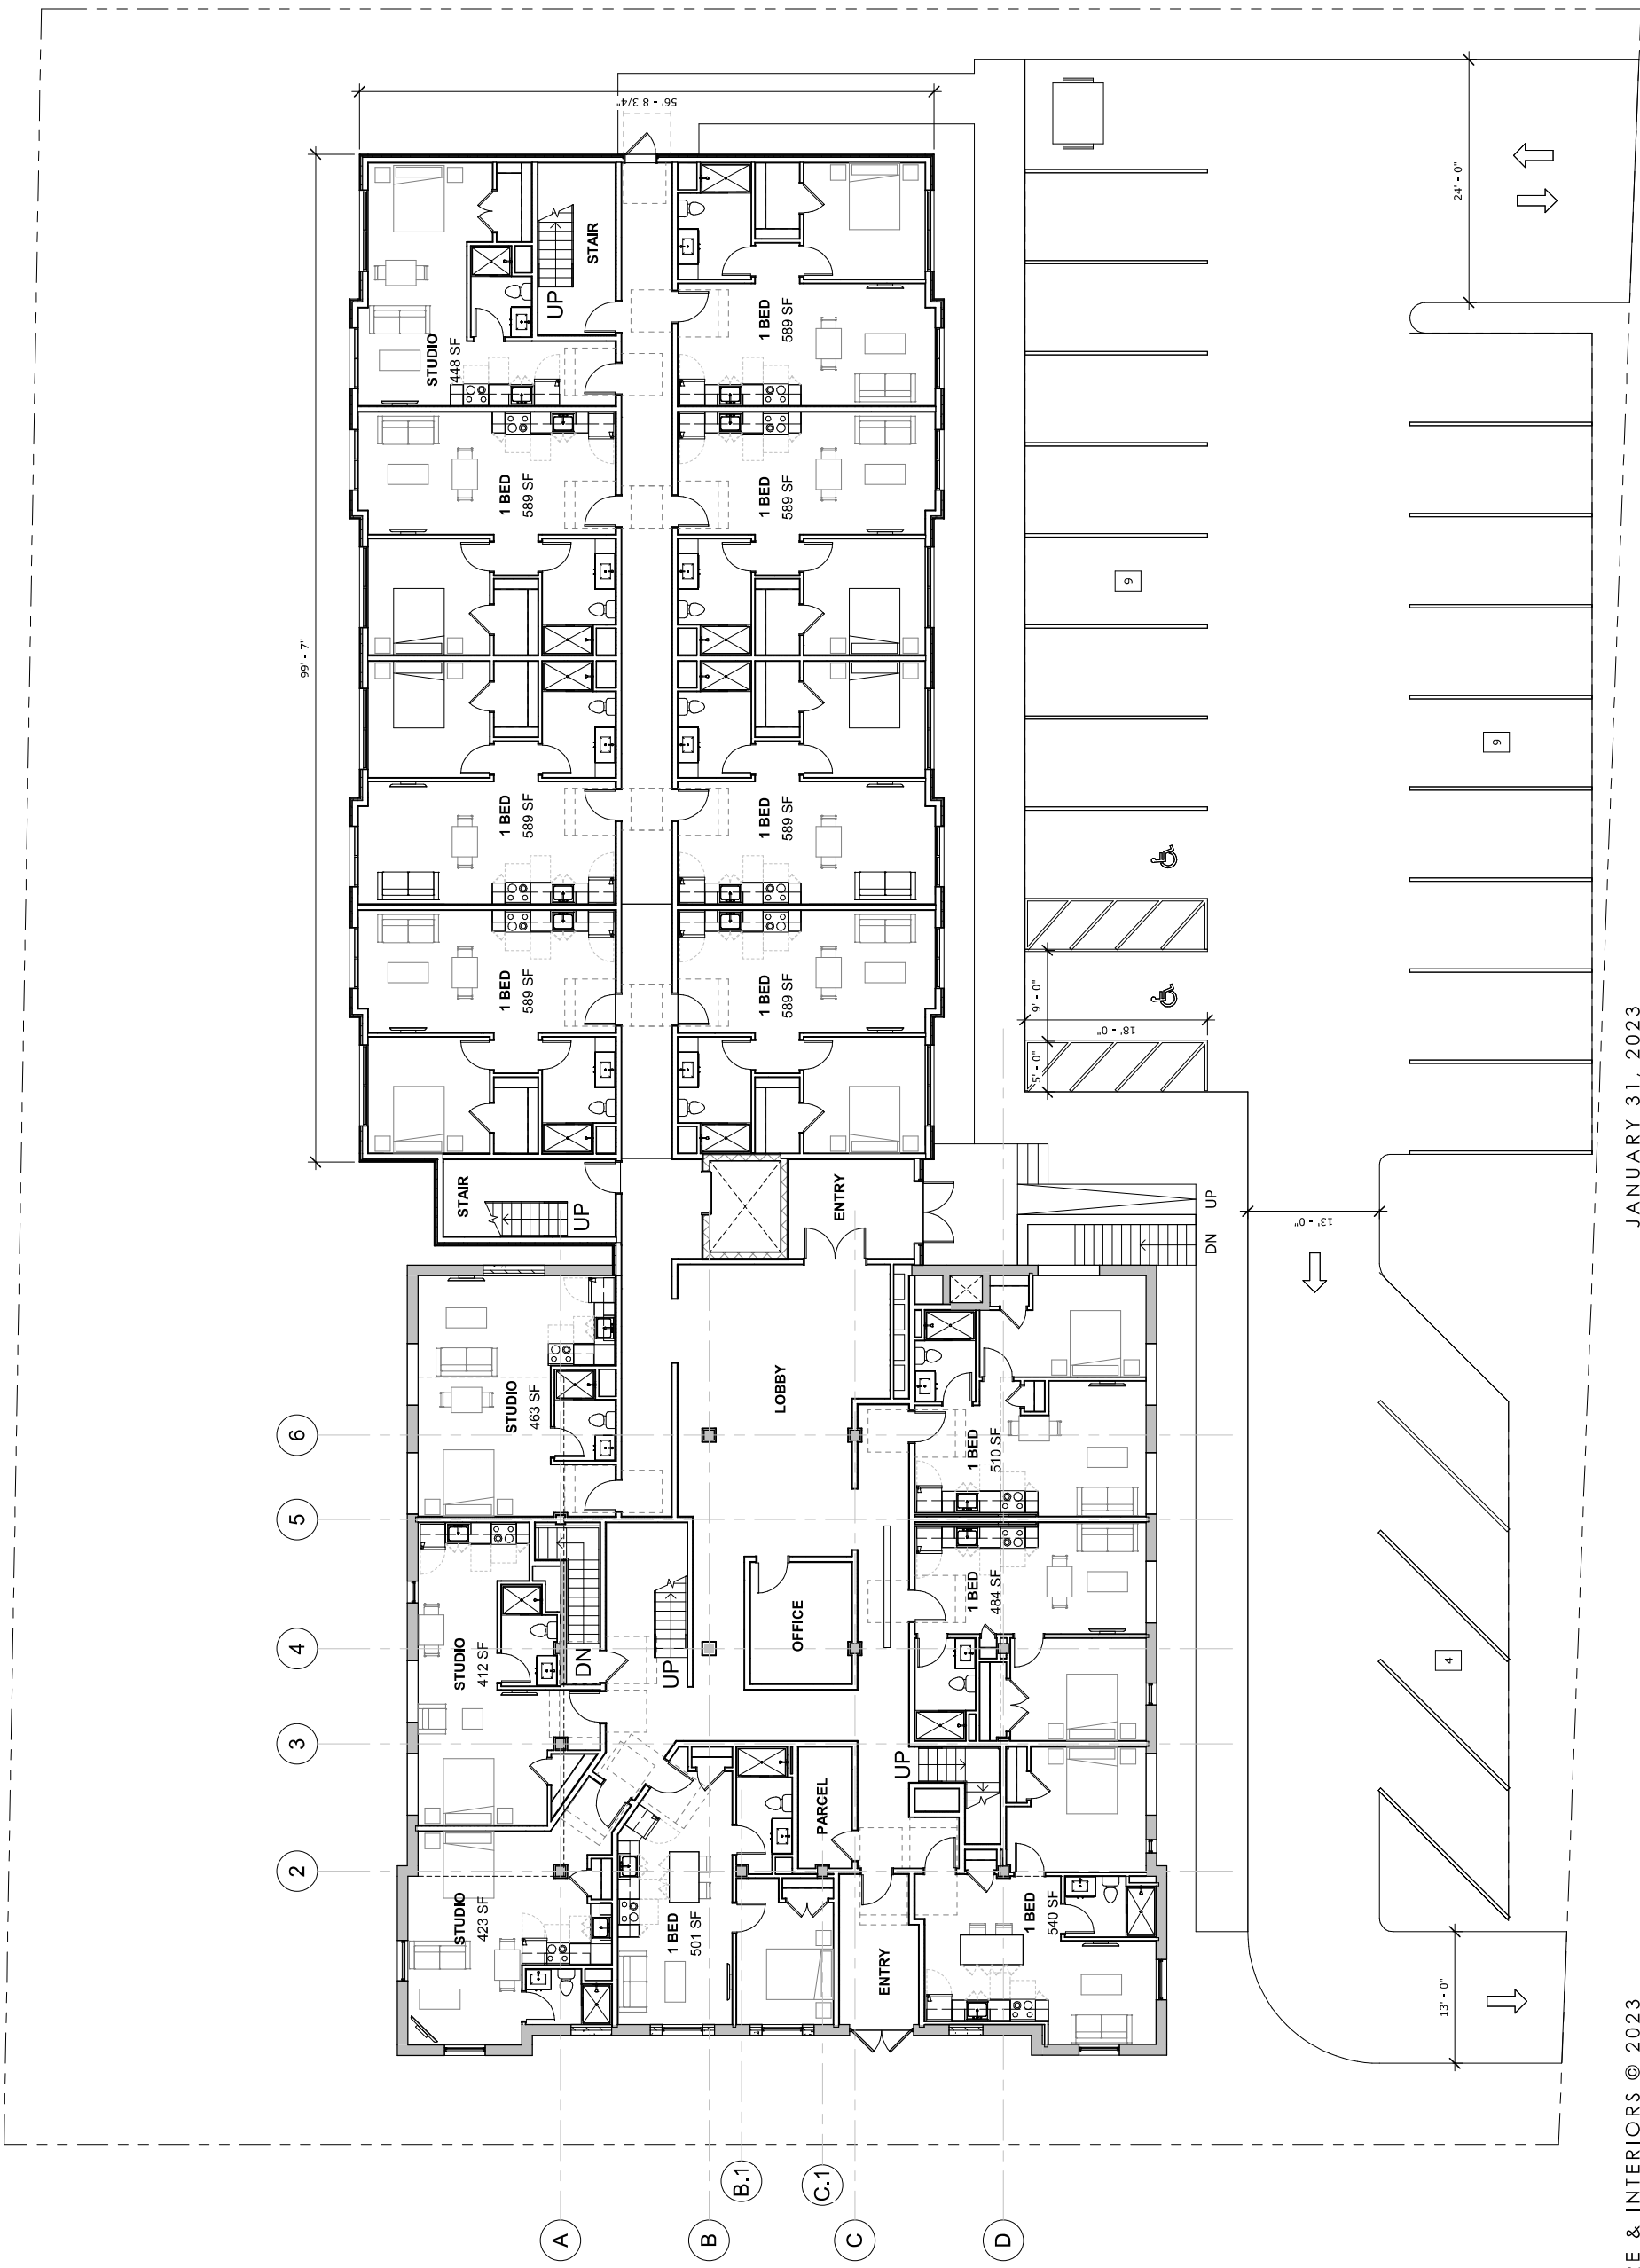 99' - 7"
56' - 8 3/4"
STUDIO
448 SF
UP
STAIR
1 BED
589 SF
1 BED
589 SF
1 BED
589 SF
1 BED
589 SF
1 BED
589 SF
1 BED
589 SF
1 BED
589 SF
STAIR
UP
ENTRY
STUDIO
463 SF
LOBBY
1 BED
510 SF
STUDIO
412 SF
DN
UP
OFFICE
1 BED
484 SF
STUDIO
423 SF
1 BED
501 SF
PARCEL
UP
ENTRY
1 BED
540 SF
6
5
4
3
2
A
B
B.1
C.1
C
D
24' - 0"
9
9
9' - 0"
18' - 0"
5' - 0"
UP
DN
13' - 0"
4
13' - 0"
E & INTERIORS © 2023
JANUARY 31, 2023